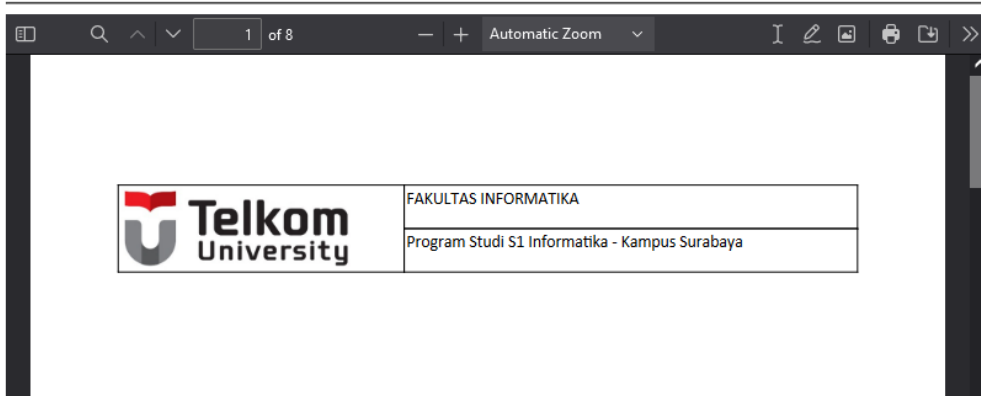 1 of 8
Automatic Zoom
Telkom
University
FAKULTAS INFORMATIKA
Program Studi S1 Informatika - Kampus Surabaya